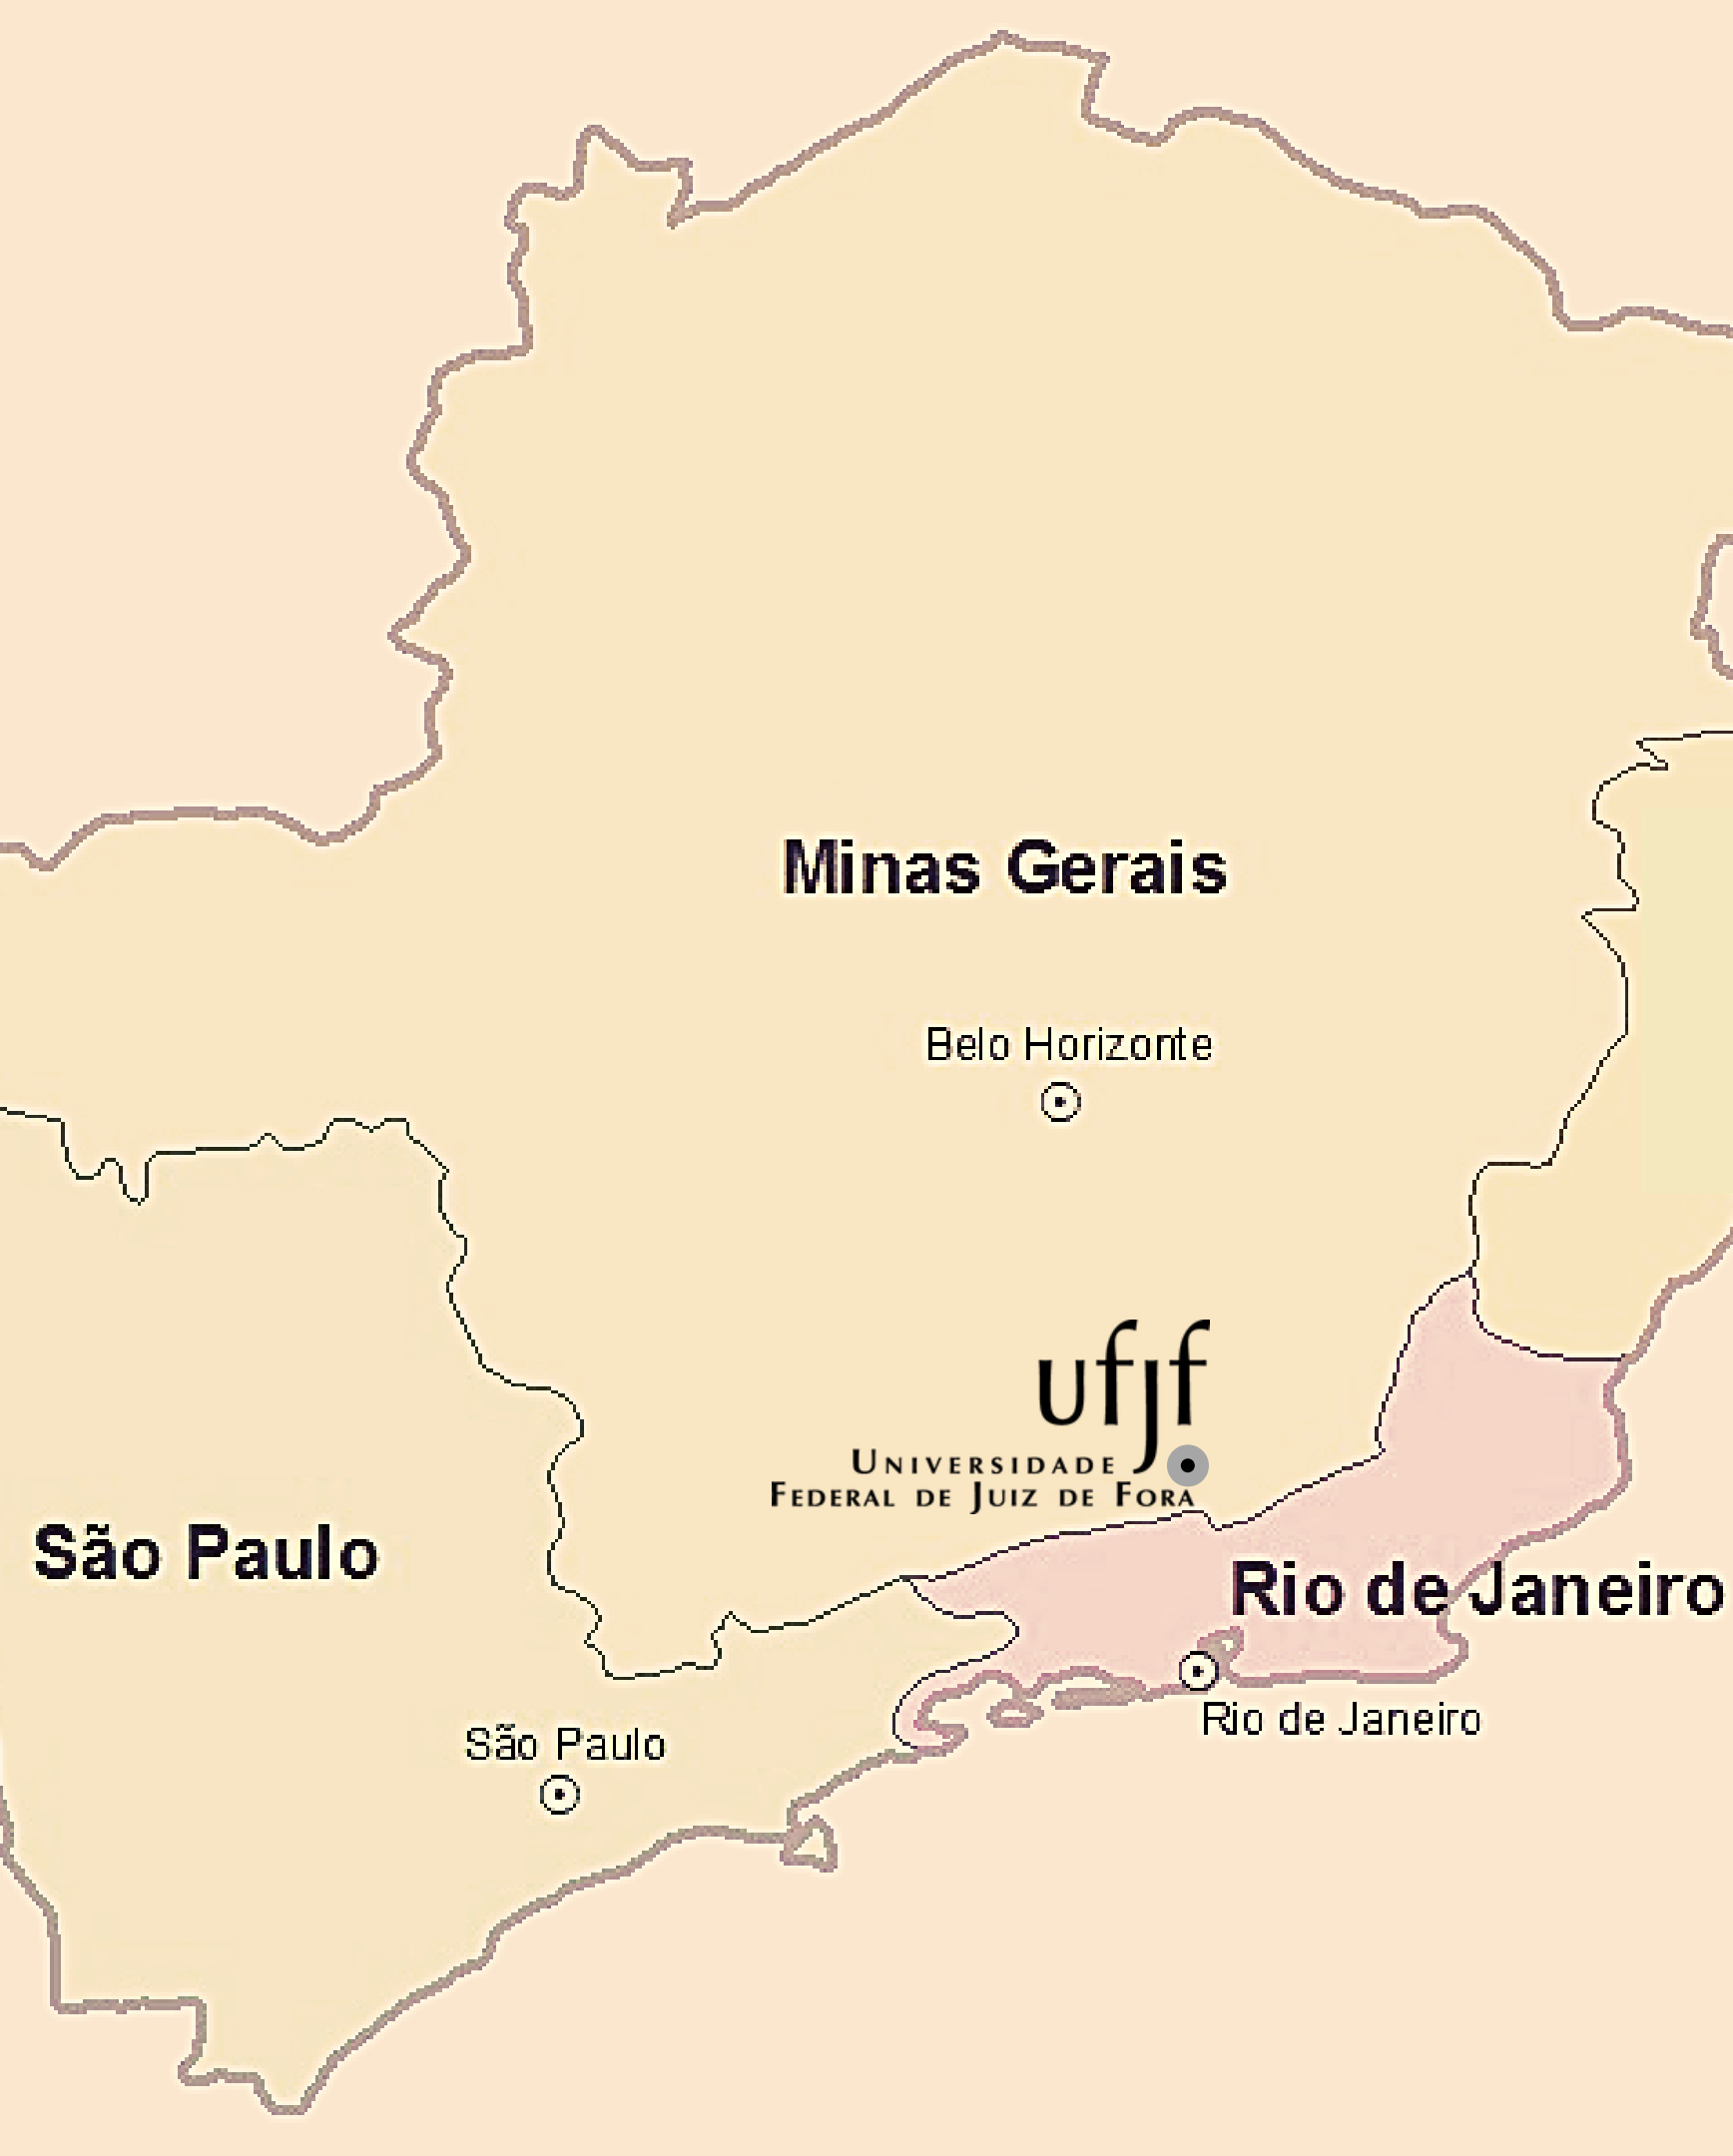 Minas Gerais
Belo Horizonte
ufjf
Universidade
Federal de Juiz de Fora
São Paulo
Rio de Janeiro
São Paulo
Rio de Janeiro